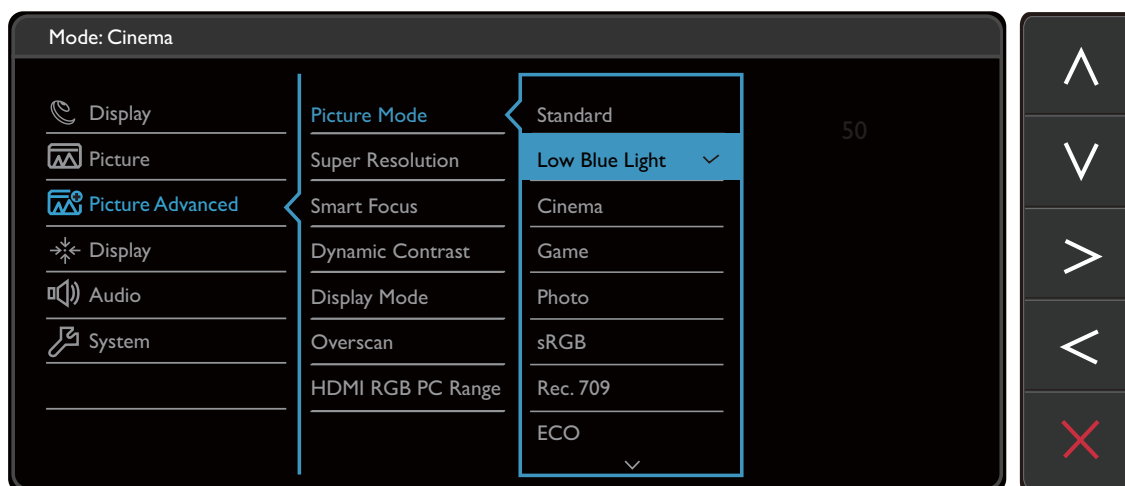 Mode: Cinema
Display
Picture
Picture Advanced
Display
Audio
System
Picture Mode
Super Resolution
Smart Focus
Dynamic Contrast
Display Mode
Overscan
HDMI RGB PC Range
Standard
Low Blue Light
Cinema
Game
Photo
sRGB
Rec. 709
ECO
50